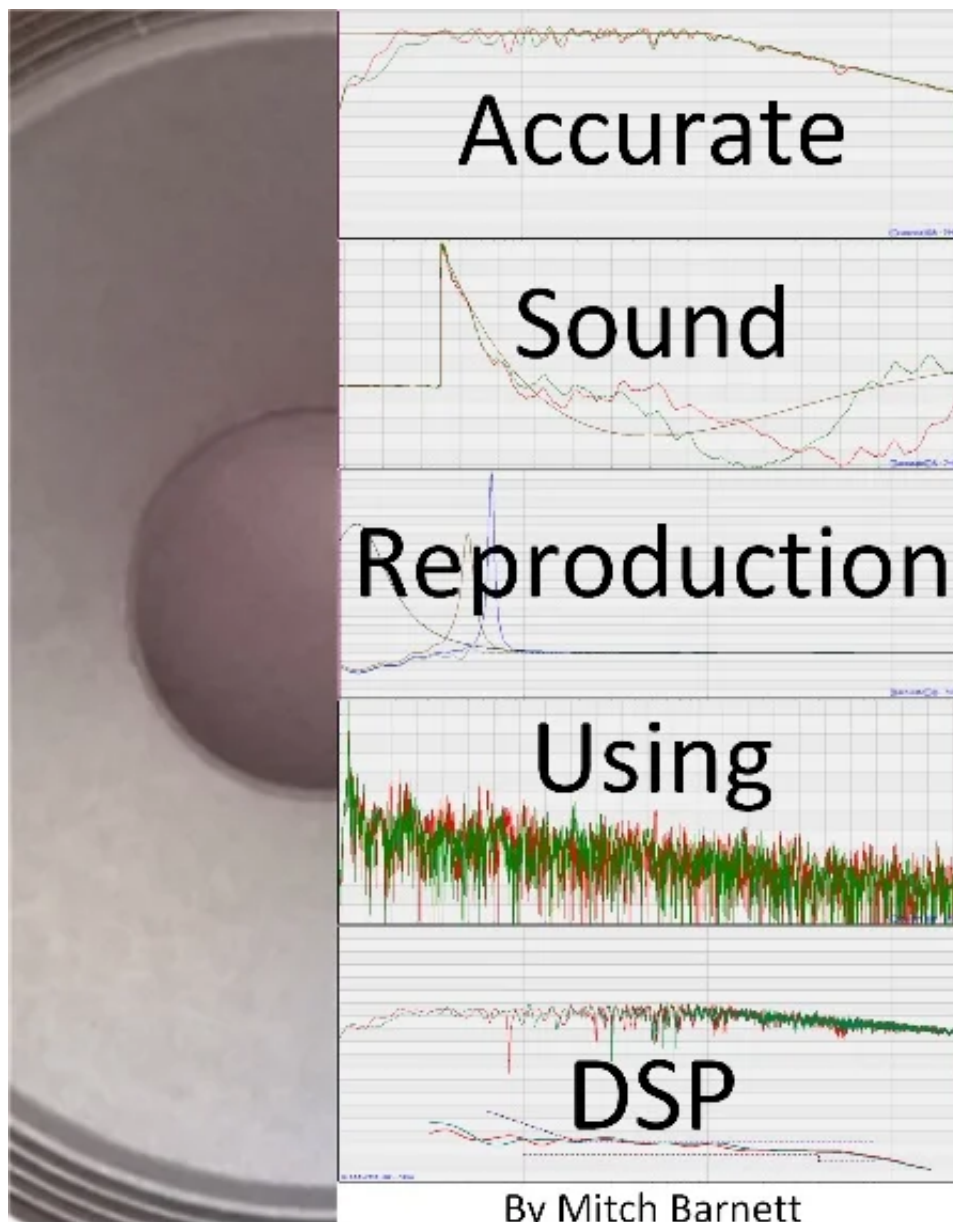 Accurate
Sound
Reproduction
Using
DSP
By Mitch Barnett